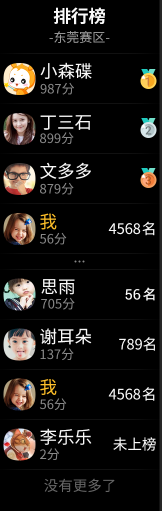 排行榜
-东莞赛区-
小森碟
987分
1
丁三石
899分
2
文多多
879分
3
我
56分
4568名
...
思雨
705分
56名
谢耳朵
137分
789名
我
56分
4568名
李乐乐
2分
未上榜
没有更多了